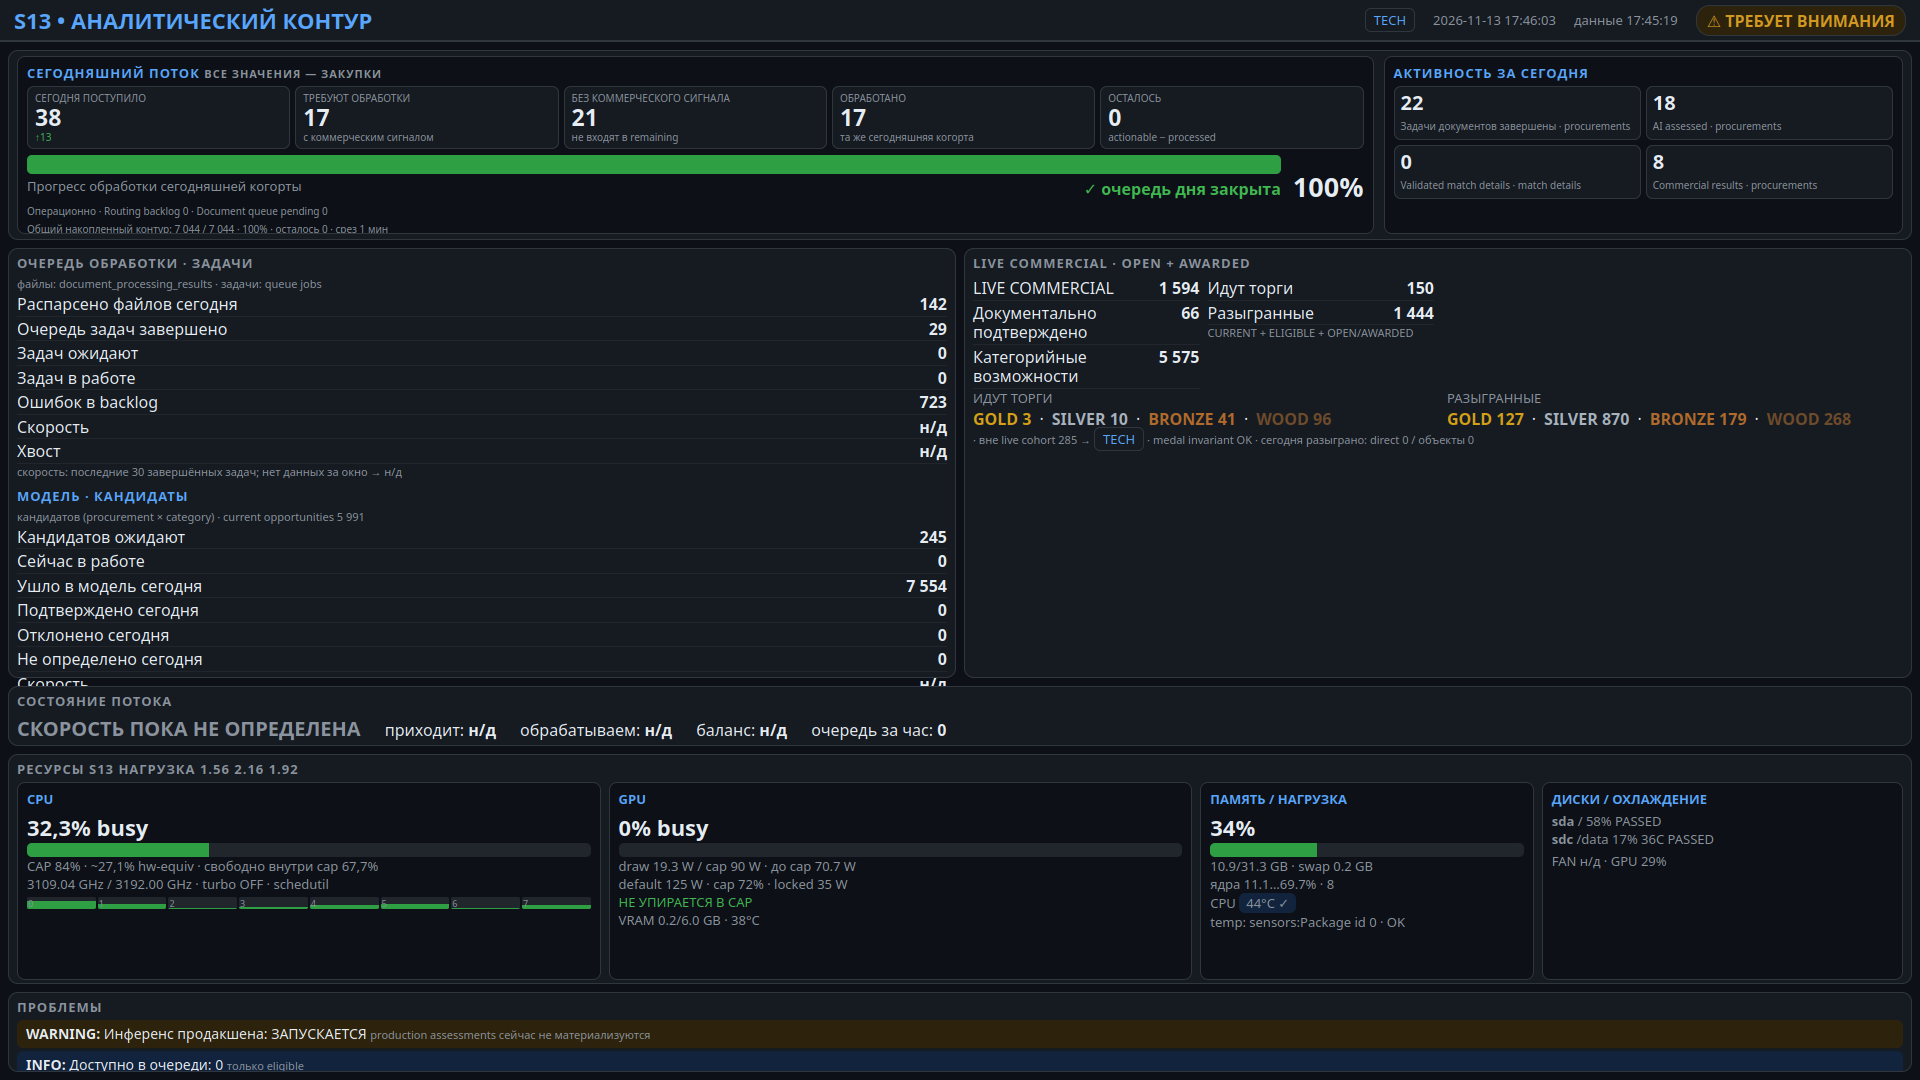 S13 • АНАЛИТИЧЕСКИЙ КОНТУР
TECH 2026-11-13 17:46:03 данные 17:45:19 ⚠ ТРЕБУЕТ ВНИМАНИЯ
СЕГОДНЯШНИЙ ПОТОК ВСЕ ЗНАЧЕНИЯ — ЗАКУПКИ
СЕГОДНЯ ПОСТУПИЛО
38
↑13
ТРЕБУЮТ ОБРАБОТКИ
17
с коммерческим сигналом
БЕЗ КОММЕРЧЕСКОГО СИГНАЛА
21
не входят в remaining
ОБРАБОТАНО
17
та же сегодняшняя когорта
ОСТАЛОСЬ
0
actionable − processed
Прогресс обработки сегодняшней когорты
✓ очередь дня закрыта 100%
Операционно · Routing backlog 0 · Document queue pending 0
Общий накопленный контур: 7 044 / 7 044 · 100% · осталось 0 · срез 1 мин
АКТИВНОСТЬ ЗА СЕГОДНЯ
22
Задачи документов завершены · procurements
18
AI assessed · procurements
0
Validated match details · match details
8
Commercial results · procurements
ОЧЕРЕДЬ ОБРАБОТКИ · ЗАДАЧИ
файлы: document_processing_results · задачи: queue jobs
Распарсено файлов сегодня 142
Очередь задач завершено 29
Задач ожидают 0
Задач в работе 0
Ошибок в backlog 723
Скорость н/д
Хвост н/д
скорость: последние 30 завершённых задач; нет данных за окно → н/д
МОДЕЛЬ · КАНДИДАТЫ
кандидатов (procurement × category) · current opportunities 5 991
Кандидатов ожидают 245
Сейчас в работе 0
Ушло в модель сегодня 7 554
Подтверждено сегодня 0
Отклонено сегодня 0
Не определено сегодня 0
Скорость н/д
LIVE COMMERCIAL · OPEN + AWARDED
LIVE COMMERCIAL 1 594
Документально подтверждено 66
Категорийные возможности 5 575
Идут торги 150
Разыгранные 1 444
CURRENT + ELIGIBLE + OPEN/AWARDED
ИДУТ ТОРГИ
GOLD 3 · SILVER 10 · BRONZE 41 · WOOD 96
РАЗЫГРАННЫЕ
GOLD 127 · SILVER 870 · BRONZE 179 · WOOD 268
· вне live cohort 285 → TECH · medal invariant OK · сегодня разыграно: direct 0 / объекты 0
СОСТОЯНИЕ ПОТОКА
СКОРОСТЬ ПОКА НЕ ОПРЕДЕЛЕНА приходит: н/д обрабатываем: н/д баланс: н/д очередь за час: 0
РЕСУРСЫ S13 НАГРУЗКА 1.56 2.16 1.92
CPU
32,3% busy
CAP 84% · ~27,1% hw-equiv · свободно внутри cap 67,7%
3109.04 GHz / 3192.00 GHz · turbo OFF · schedutil
0 1 2 3 4 5 6 7
GPU
0% busy
draw 19.3 W / cap 90 W · до cap 70.7 W
default 125 W · cap 72% · locked 35 W
НЕ УПИРАЕТСЯ В CAP
VRAM 0.2/6.0 GB · 38°C
ПАМЯТЬ / НАГРУЗКА
34%
10.9/31.3 GB · swap 0.2 GB
ядра 11.1…69.7% · 8
CPU 44°C ✓
temp: sensors:Package id 0 · OK
ДИСКИ / ОХЛАЖДЕНИЕ
sda / 58% PASSED
sdc /data 17% 36C PASSED
FAN н/д · GPU 29%
ПРОБЛЕМЫ
WARNING: Инференс продакшена: ЗАПУСКАЕТСЯ production assessments сейчас не материализуются
INFO: Доступно в очереди: 0 только eligible